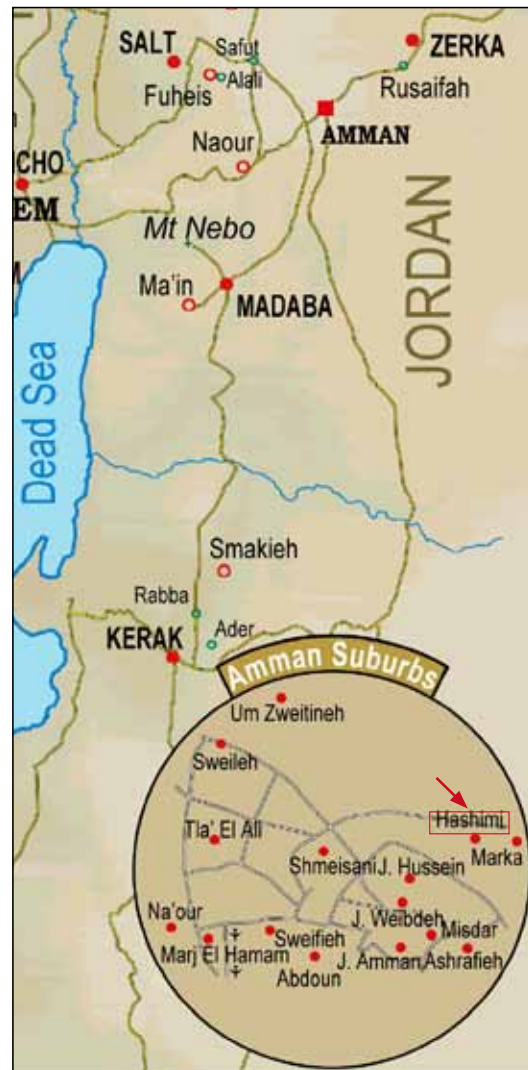 SALT
Safut
ZERKA
Fuheis
Alali
Rusaifah
Naour
AMMAN
CHO
EM
Mt Nebo
Ma'in
MADABA
JORDAN
M
Dead Sea
Smakieh
Rabba
Ader
KERAK
Amman Suburbs
Um Zweitineh
Sweileh
Hashimi
Tla' El Ali
Shmeisani
J. Hussein
Marka
Na'our
J. Weibdeh
Misdar
Marj El Hamam
Sweifieh
Abdoun
J. Amman
Ashrafieh